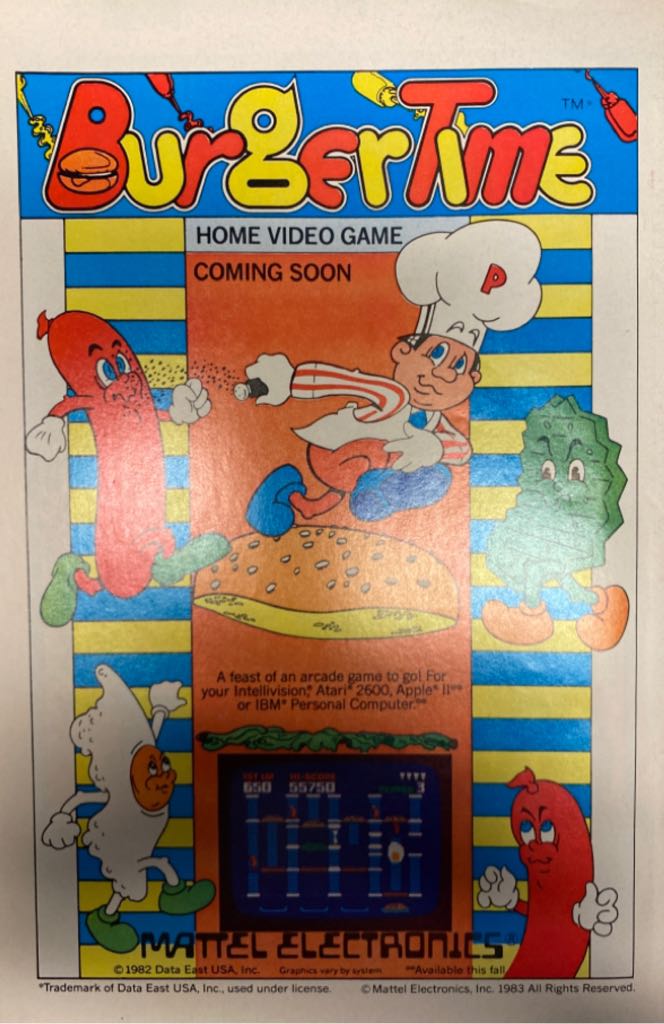 BurgerTime TM*
HOME VIDEO GAME
COMING SOON
P
A feast of an arcade game to go! For
your Intellivision,® Atari® 2600, Apple® II**
or IBM® Personal Computer.**
1ST UP HI-SCORE
650 55750 PEPPER 3
MATTEL ELECTRONICS®
©1982 Data East USA, Inc. Graphics vary by system **Available this fall
*Trademark of Data East USA, Inc., used under license. ©Mattel Electronics, Inc. 1983 All Rights Reserved.